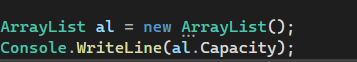 ArrayList al = new ArrayList();
Console.WriteLine(al.Capacity);